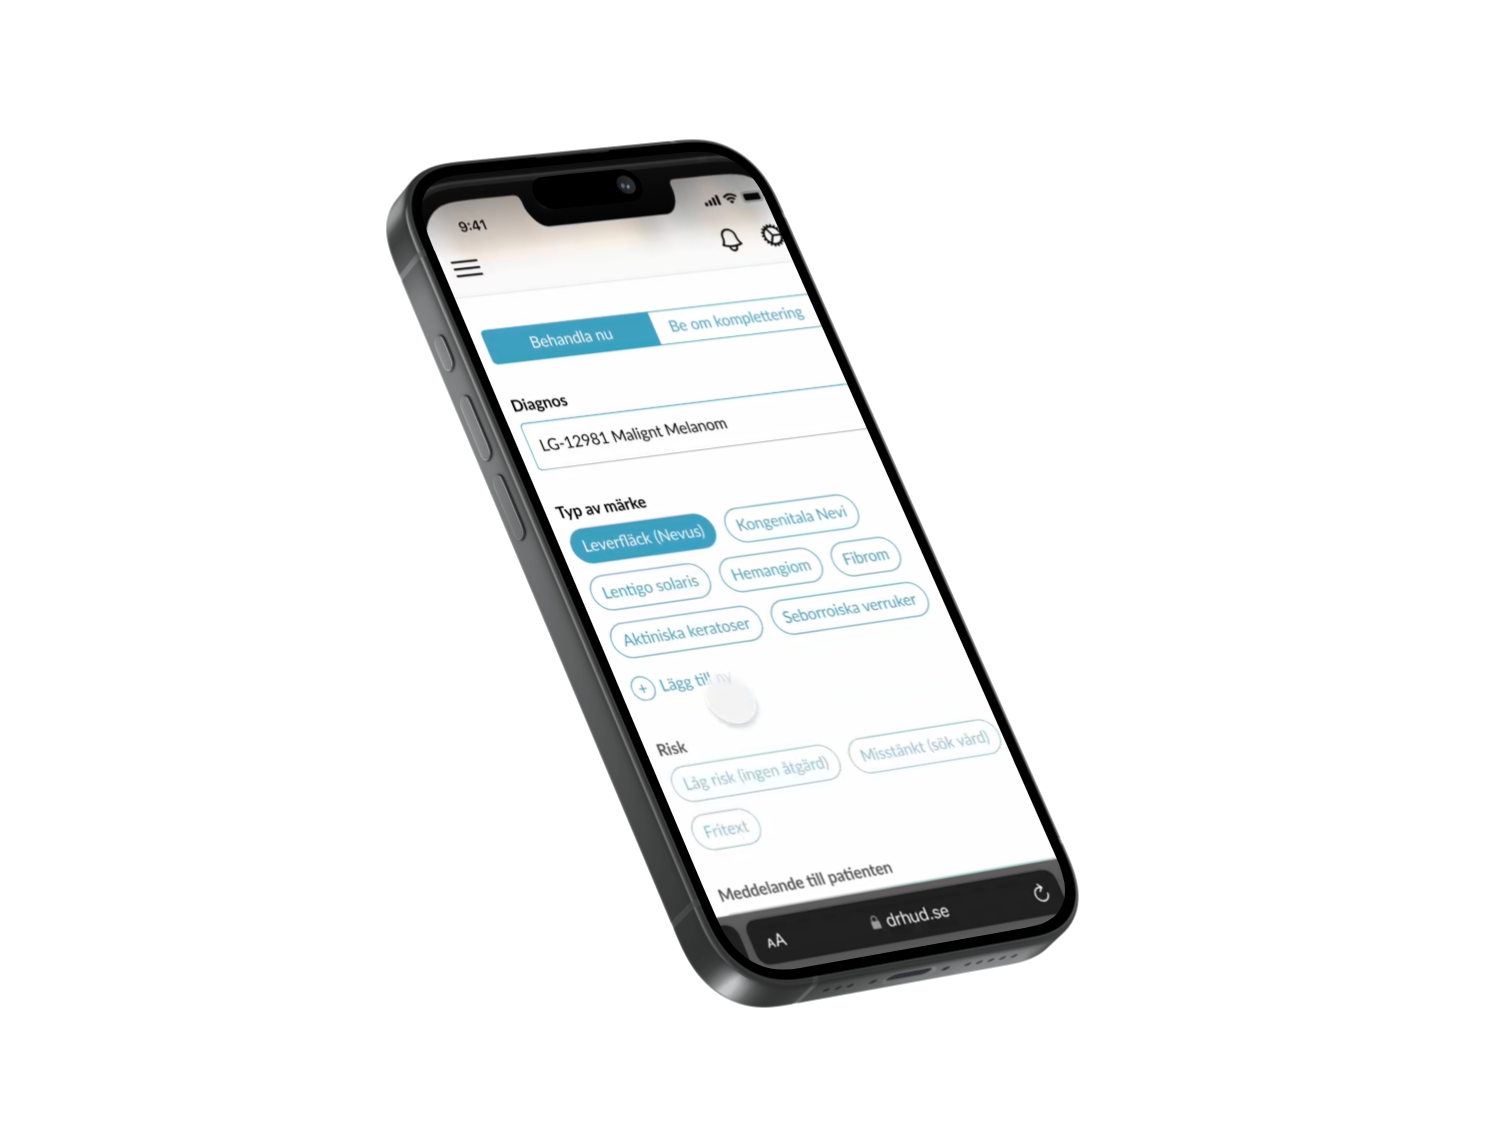 9:41
Behandla nu
Be om komplettering
Diagnos
LG-12981 Malignt Melanom
Typ av märke
Leverfläck (Nevus)
Kongenitala Nevi
Lentigo solaris
Hemangiom
Fibrom
Aktiniska keratoser
Seborroiska verruker
+ Lägg till ny
Risk
Låg risk (ingen åtgärd)
Misstänkt (sök vård)
Fritext
Meddelande till patienten
AA
drhud.se